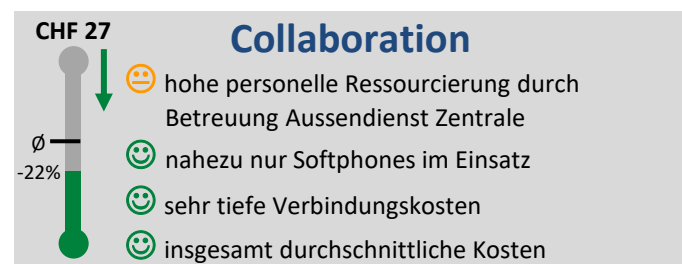 CHF 27
Collaboration
hohe personelle Ressourcierung durch
Betreuung Aussendienst Zentrale
Ø
nahezu nur Softphones im Einsatz
-22%
sehr tiefe Verbindungskosten
insgesamt durchschnittliche Kosten